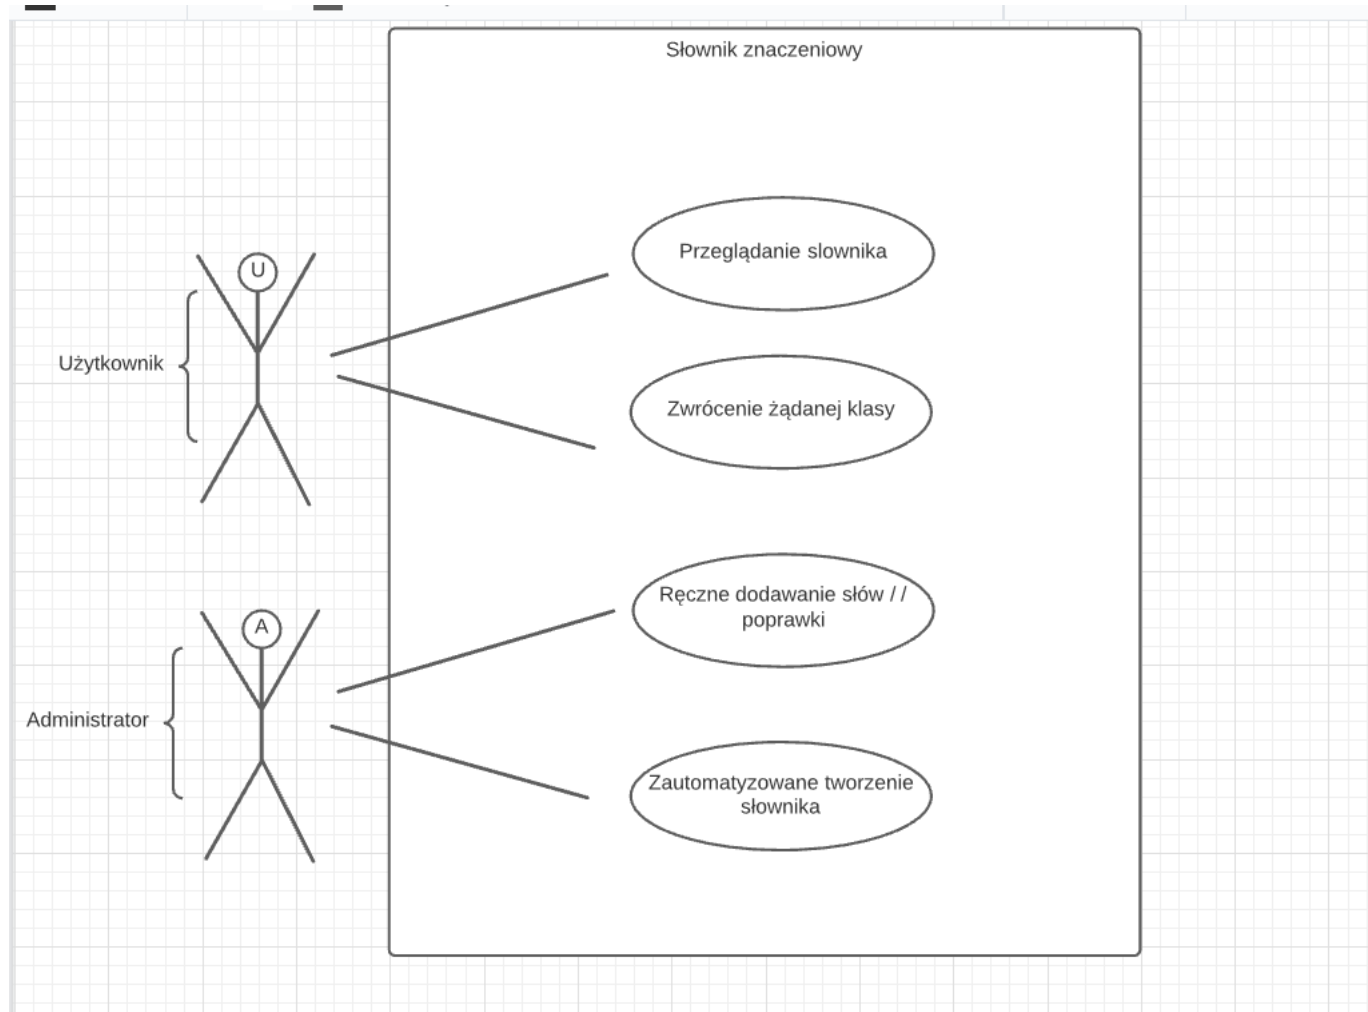 Słownik znaczeniowy
Przeglądanie slownika
U
Użytkownik
Zwrócenie żądanej klasy
Ręczne dodawanie słów / /
poprawki
A
Administrator
Zautomatyzowane tworzenie
słownika